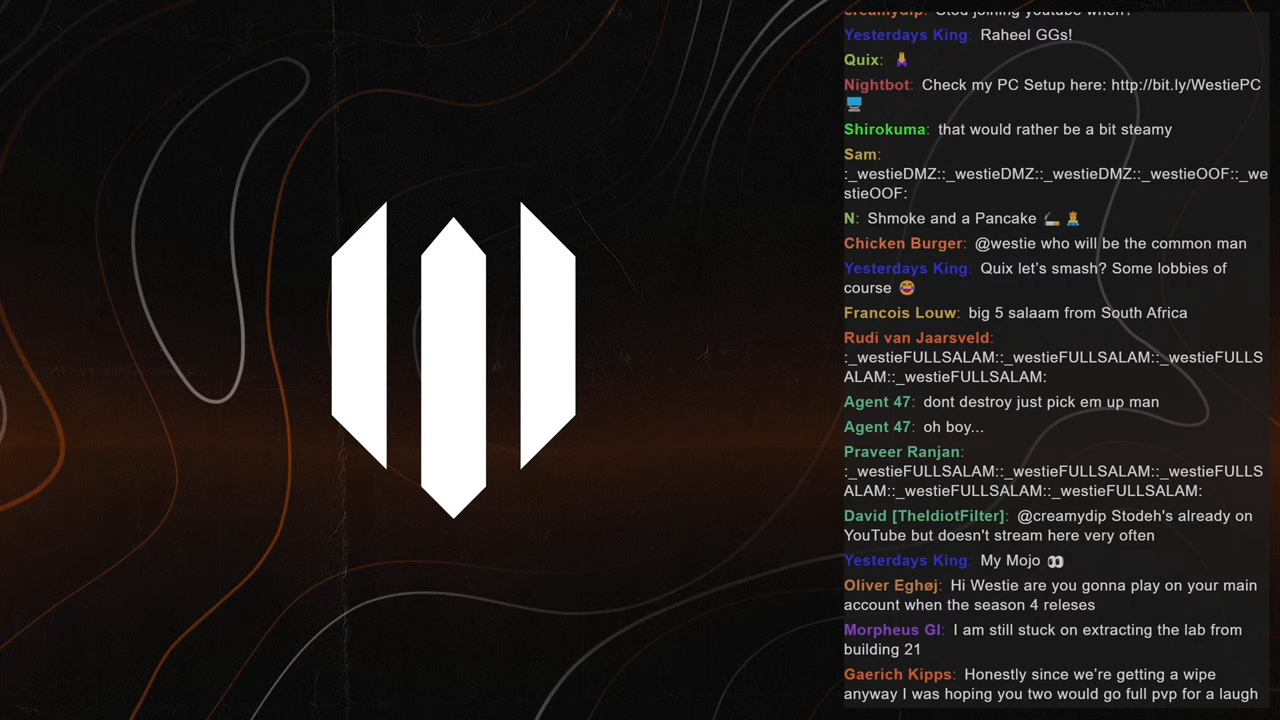 creamydip: Stod joining youtube when?
Yesterdays King: Raheel GGs!
Quix:
Nightbot: Check my PC Setup here: http://bit.ly/WestiePC
Shirokuma: that would rather be a bit steamy
Sam:
:_westieDMZ::_westieDMZ::_westieDMZ::_westieOOF::_we
stieOOF:
N: Shmoke and a Pancake
Chicken Burger: @westie who will be the common man
Yesterdays King: Quix let’s smash? Some lobbies of
course
Francois Louw: big 5 salaam from South Africa
Rudi van Jaarsveld:
:_westieFULLSALAM::_westieFULLSALAM::_westieFULLS
ALAM::_westieFULLSALAM:
Agent 47: dont destroy just pick em up man
Agent 47: oh boy...
Praveer Ranjan:
:_westieFULLSALAM::_westieFULLSALAM::_westieFULLS
ALAM::_westieFULLSALAM::_westieFULLSALAM:
David [TheIdiotFilter]: @creamydip Stodeh's already on
YouTube but doesn't stream here very often
Yesterdays King: My Mojo
Oliver Eghøj: Hi Westie are you gonna play on your main
account when the season 4 releses
Morpheus GI: I am still stuck on extracting the lab from
building 21
Gaerich Kipps: Honestly since we’re getting a wipe
anyway I was hoping you two would go full pvp for a laugh